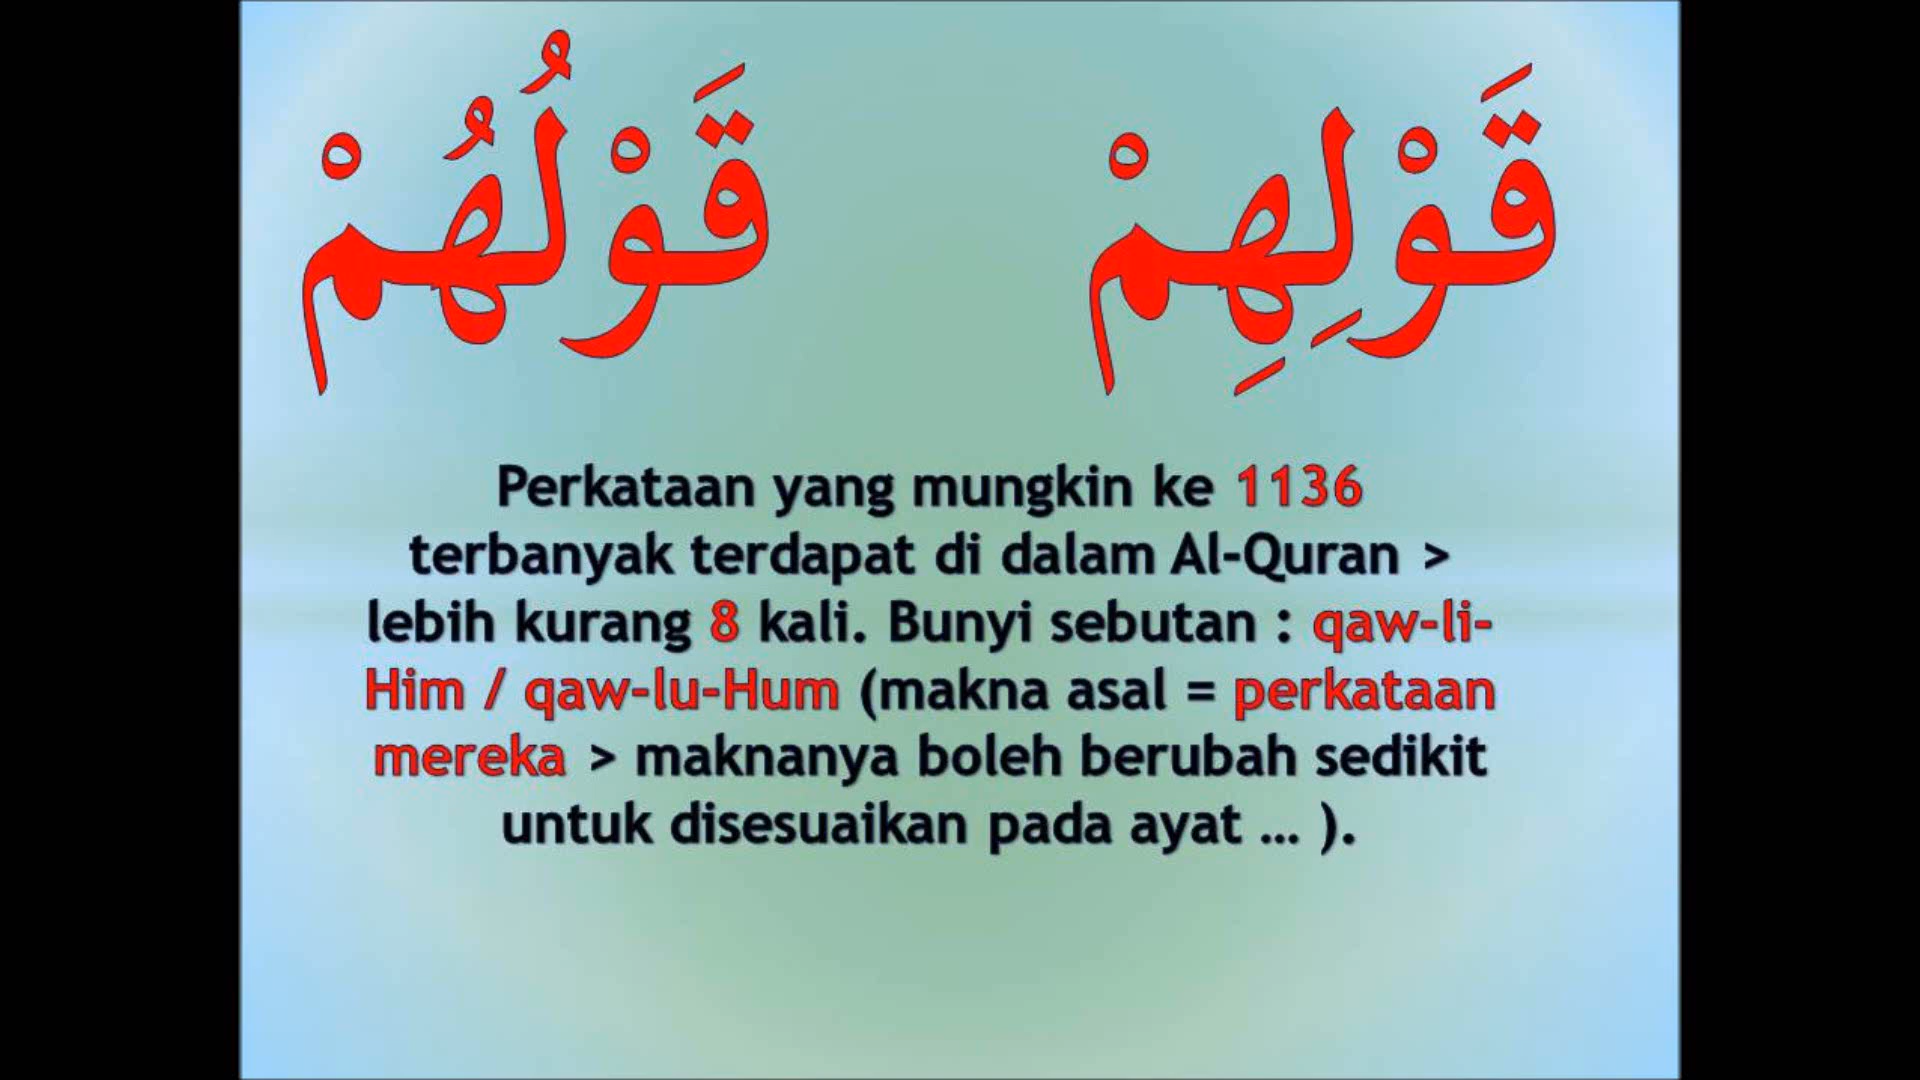 قَوْلِهِمْ قَوْلُهُمْ
Perkataan yang mungkin ke 1136
terbanyak terdapat di dalam Al-Quran >
lebih kurang 8 kali. Bunyi sebutan : qaw-li-
Him / qaw-lu-Hum (makna asal = perkataan
mereka > maknanya boleh berubah sedikit
untuk disesuaikan pada ayat ... ).